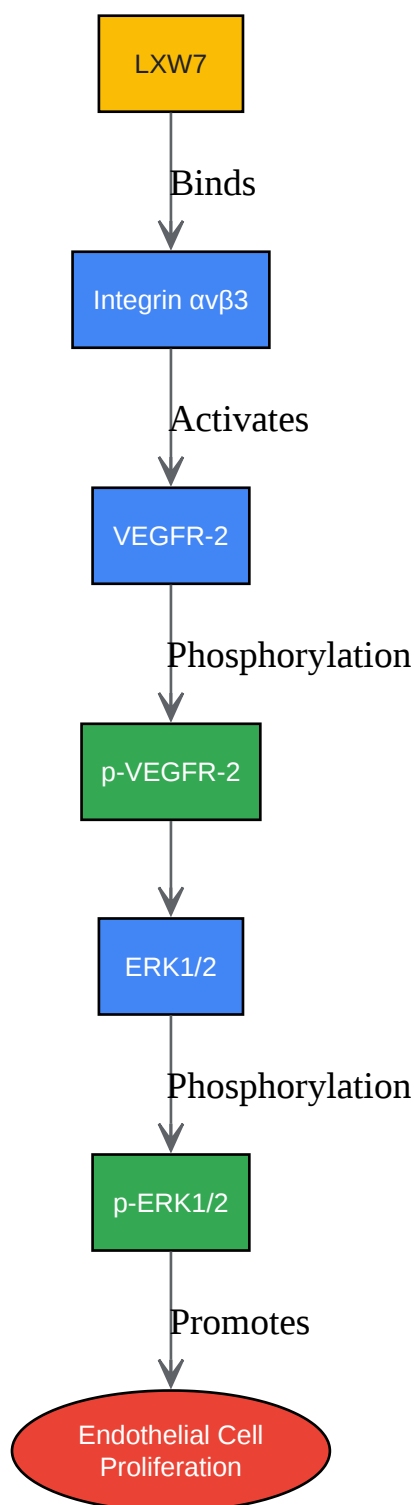 LXW7
Binds
Integrin αvβ3
Activates
VEGFR-2
Phosphorylation
p-VEGFR-2
ERK1/2
Phosphorylation
p-ERK1/2
Promotes
Endothelial Cell
Proliferation